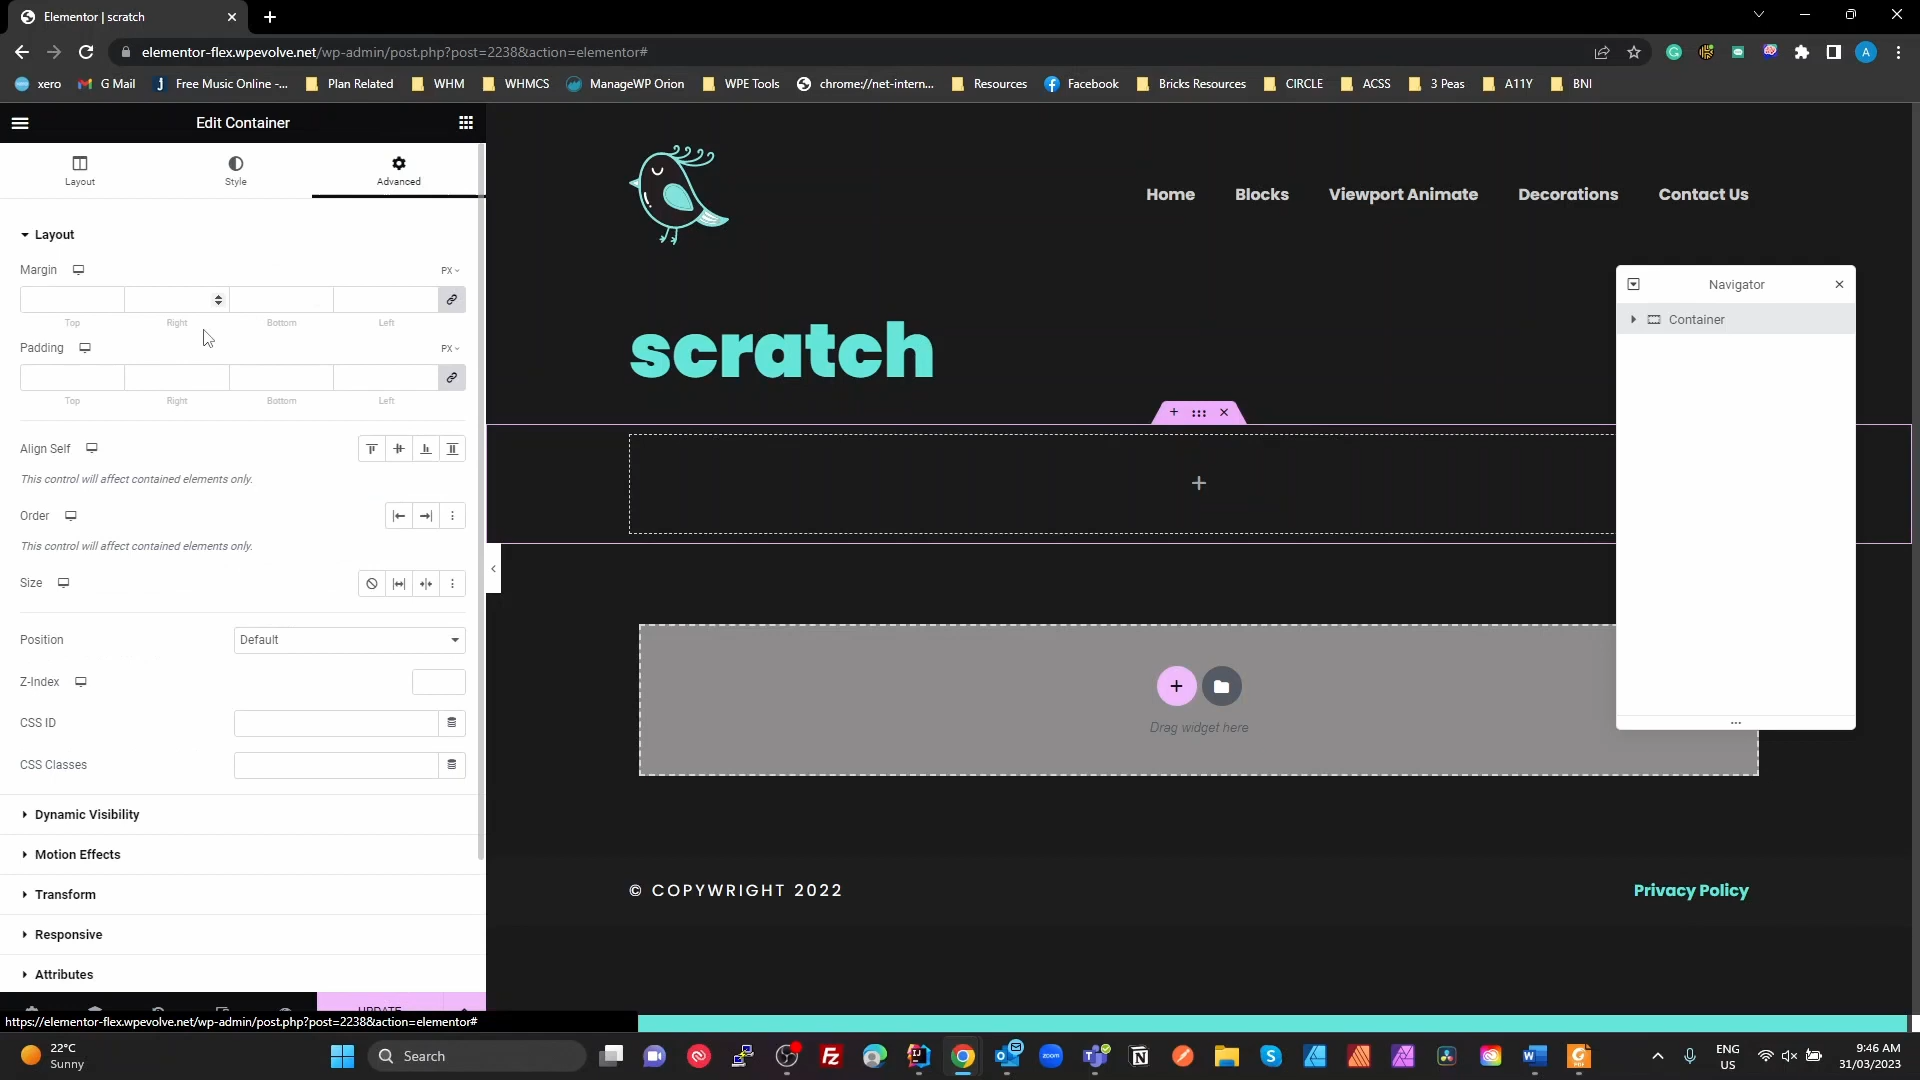 Elementor | scratch
elementor-flex.wpevolve.net/wp-admin/post.php?post=2238&action=elementor#
xero
G Mail
Free Music Online -...
Plan Related
WHM
WHMCS
ManageWP Orion
WPE Tools
chrome://net-intern...
Resources
Facebook
Bricks Resources
CIRCLE
ACSS
3 Peas
A11Y
BNI
Edit Container
Layout
Style
Advanced
Layout
Margin
PX
Top
Right
Bottom
Left
Padding
PX
Top
Right
Bottom
Left
Align Self
This control will affect contained elements only.
Order
This control will affect contained elements only.
Size
Position
Default
Z-Index
CSS ID
CSS Classes
Dynamic Visibility
Motion Effects
Transform
Responsive
Attributes
UPDATE
https://elementor-flex.wpevolve.net/wp-admin/post.php?post=2238&action=elementor#
Home
Blocks
Viewport Animate
Decorations
Contact Us
scratch
Navigator
Container
Drag widget here
© COPYWRIGHT 2022
Privacy Policy
22°C
Sunny
Search
zoom
ENG
US
9:46 AM
31/03/2023